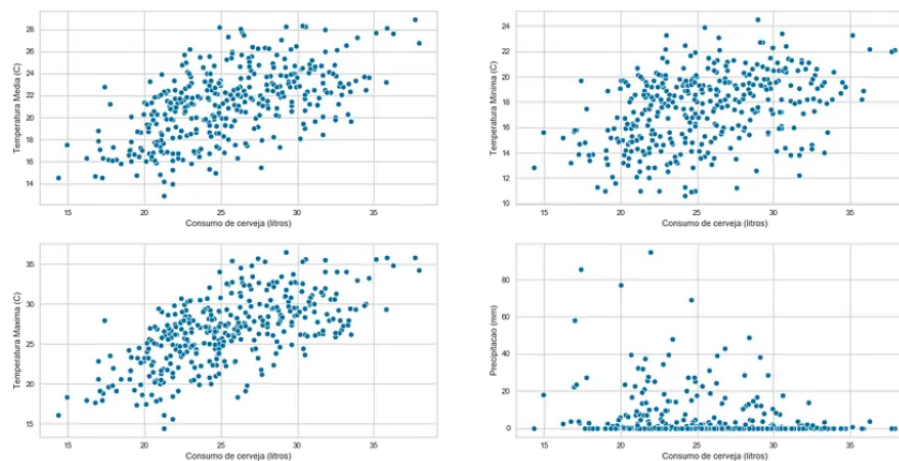 28
26
24
22
20
18
16
14
Temperatura Media (C)
15 20 25 30 35
Consumo de cerveja (litros)
24
22
20
18
16
14
12
10
Temperatura Minima (C)
15 20 25 30 35
Consumo de cerveja (litros)
35
30
25
20
15
Temperatura Maxima (C)
15 20 25 30 35
Consumo de cerveja (litros)
60
60
40
20
0
Precipitacao (mm)
15 20 25 30 35
Consumo de cerveja (litros)